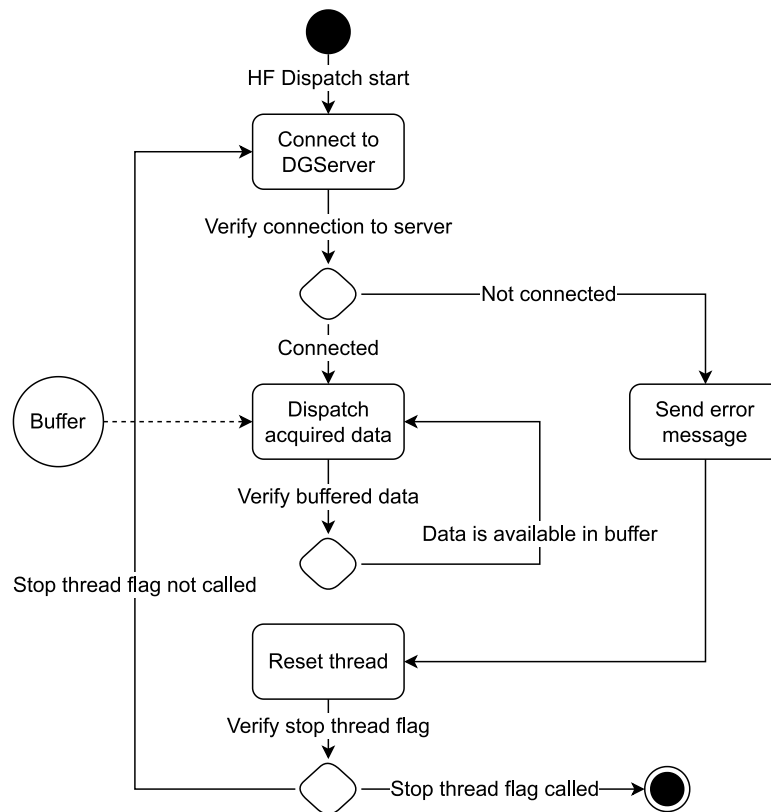 HF Dispatch start
Connect to
DGServer
Verify connection to server
Not connected
Connected
Buffer
Dispatch
acquired data
Send error
message
Verify buffered data
Data is available in buffer
Stop thread flag not called
Reset thread
Verify stop thread flag
Stop thread flag called